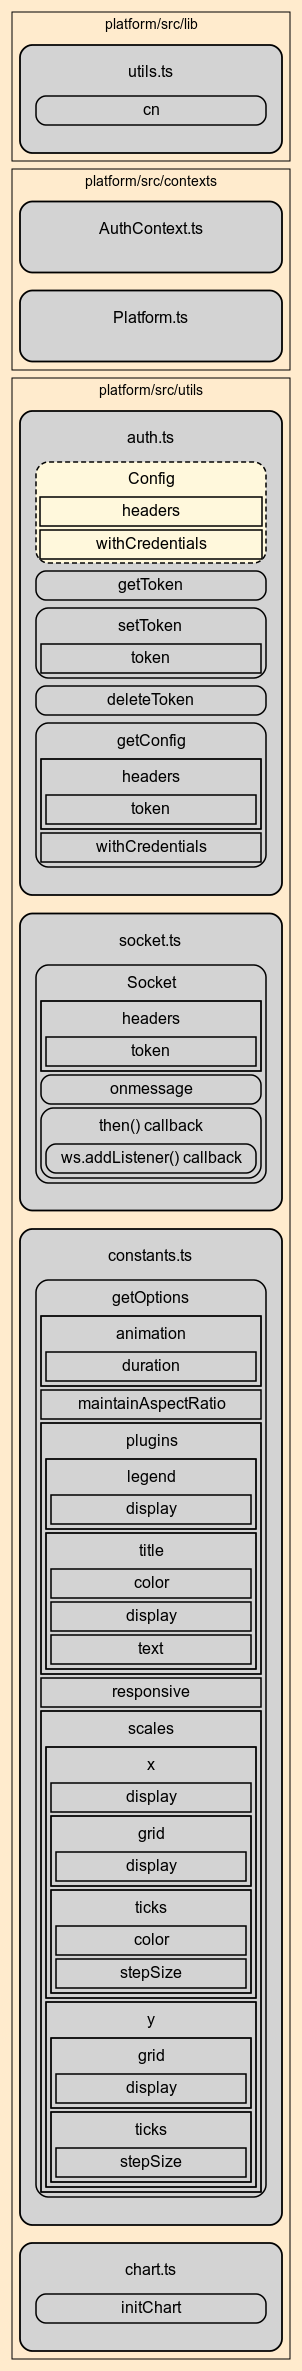 platform/src/lib
utils.ts
cn
platform/src/contexts
AuthContext.ts
Platform.ts
platform/src/utils
auth.ts
Config
headers
withCredentials
getToken
setToken
token
deleteToken
getConfig
headers
token
withCredentials
socket.ts
Socket
headers
token
onmessage
then() callback
ws.addListener() callback
constants.ts
getOptions
animation
duration
maintainAspectRatio
plugins
legend
display
title
color
display
text
responsive
scales
x
display
grid
display
ticks
color
stepSize
y
grid
display
ticks
stepSize
chart.ts
initChart